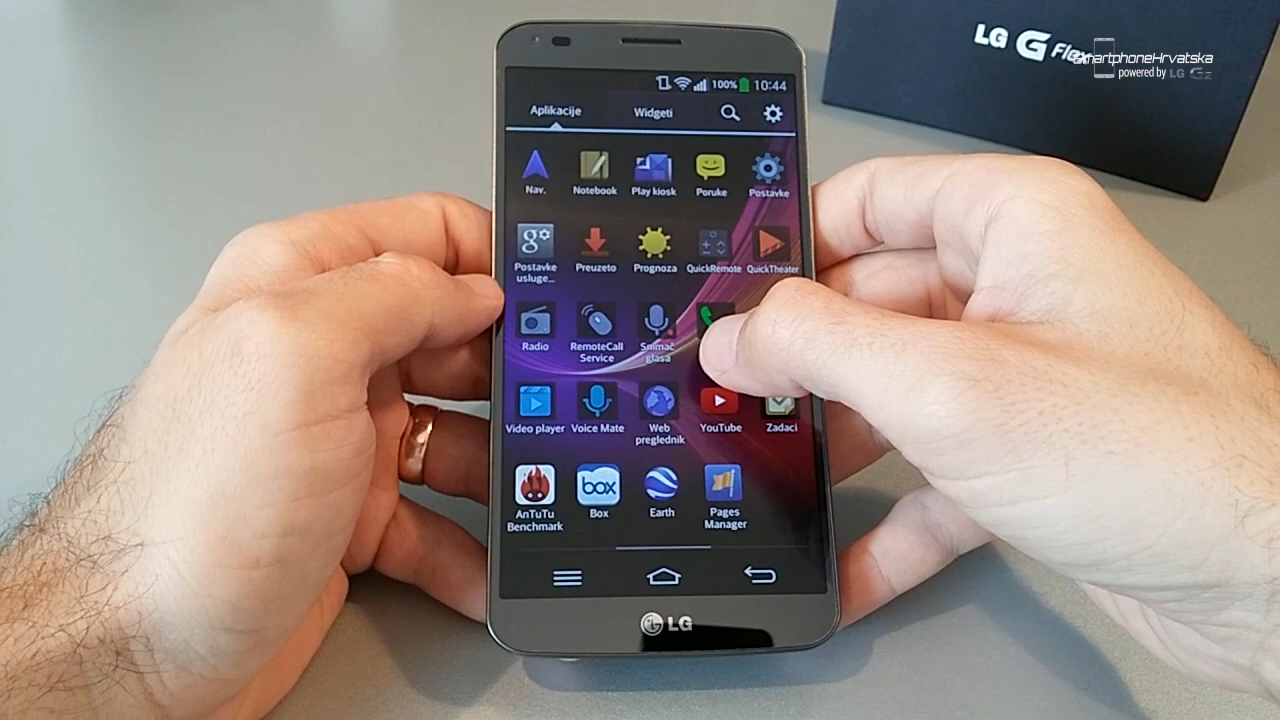 LG G Flex
SmartphoneHrvatska
powered by LG G2
100% 10:44
Aplikacije Widgeti
Nav. Notebook Play kiosk Poruke Postavke
g
Postavke usluge... Preuzeto Prognoza QuickRemote QuickTheater
Radio RemoteCall Service Snimač glasa
Video player Voice Mate Web preglednik YouTube Zadaci
box
AnTuTu Benchmark Box Earth Pages Manager
LG